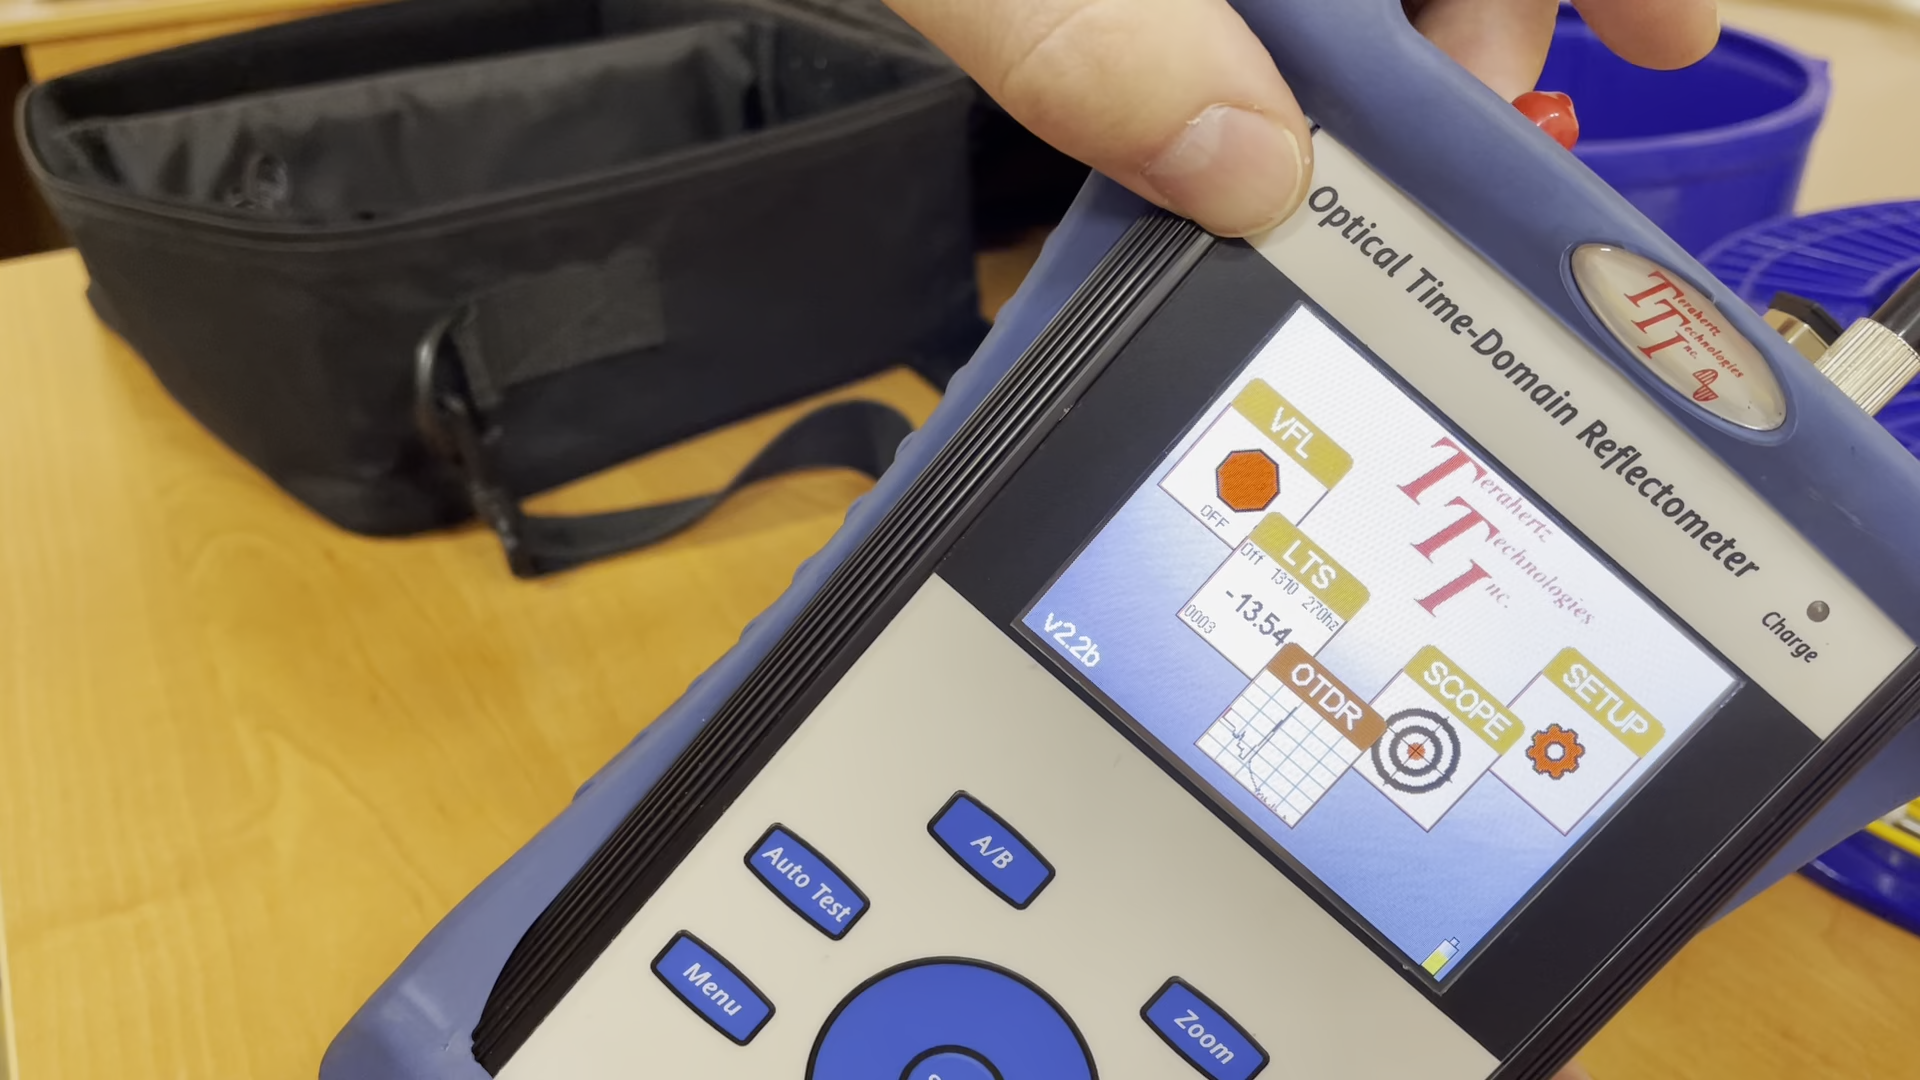 Optical Time-Domain Reflectometer
Terahertz
Technologies
Inc.
Charge
VFL
OFF
LTS
Off 1310 270hz
-13.54
0003
Terahertz
Technologies
Inc.
OTDR
SCOPE
SETUP
v2.2b
A/B
Auto Test
Menu
Zoom